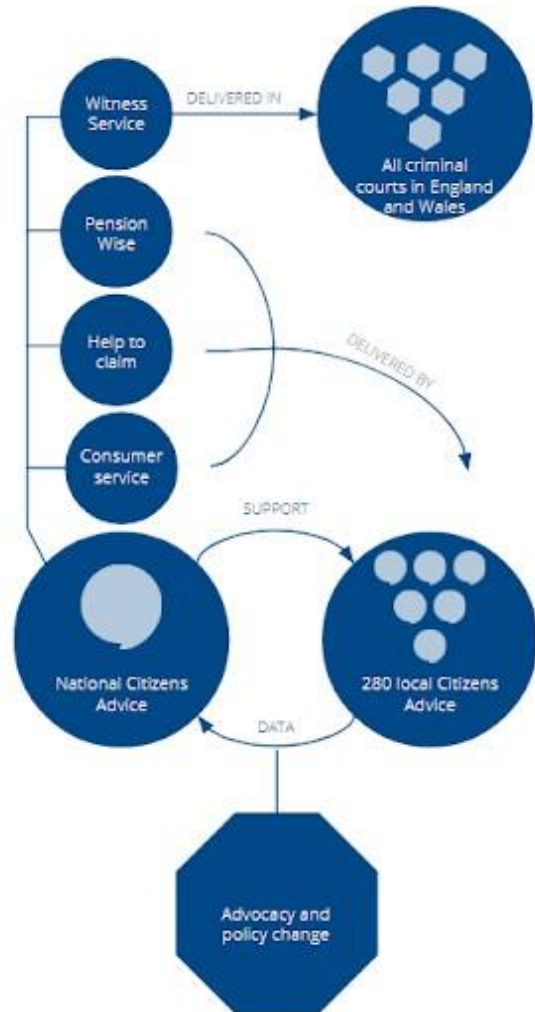 Witness
Service
DELIVERED IN
All criminal
courts in England
and Wales
Pension
Wise
Help to
claim
DELIVERED BY
Consumer
service
SUPPORT
National Citizens
Advice
280 local Citizens
Advice
DATA
Advocacy and
policy change